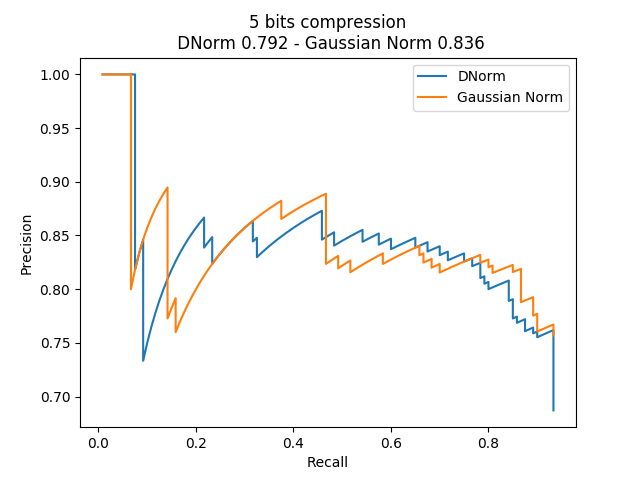 5 bits compression
DNorm 0.792 - Gaussian Norm 0.836
DNorm
Gaussian Norm
1.00
0.95
0.90
0.85
0.80
0.75
0.70
Precision
0.0 0.2 0.4 0.6 0.8
Recall